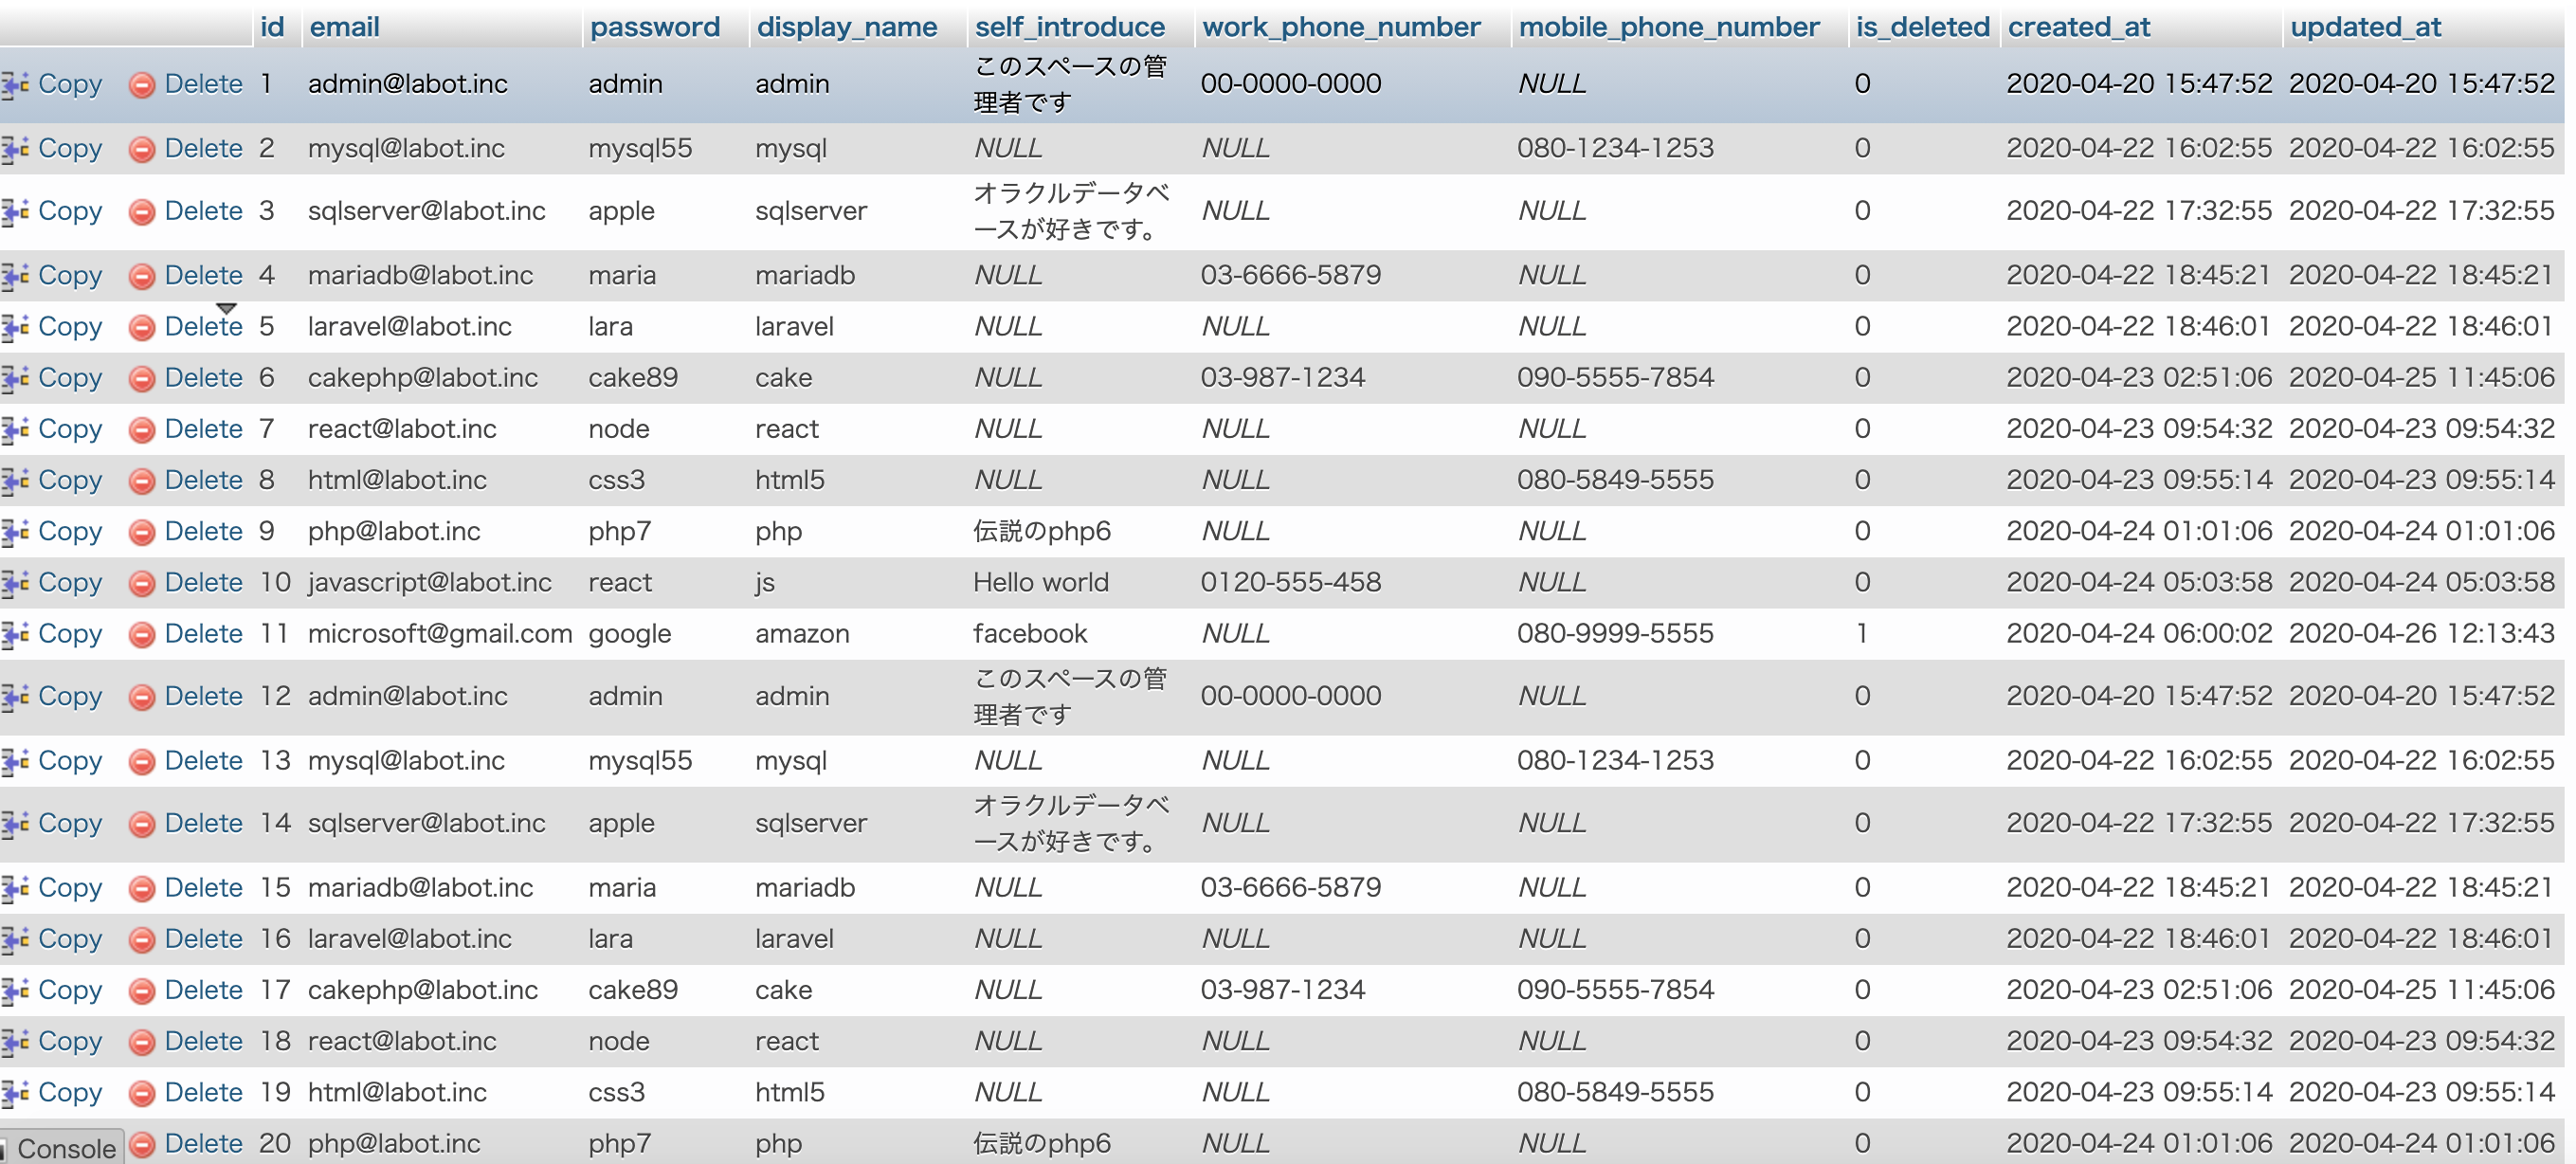 id email password display_name self_introduce work_phone_number mobile_phone_number is_deleted created_at updated_at
Copy Delete 1 admin@labot.inc admin admin このスペースの管 00-0000-0000 NULL 0 2020-04-20 15:47:52 2020-04-20 15:47:52
理者です
Copy Delete 2 mysql@labot.inc mysql55 mysql NULL NULL 080-1234-1253 0 2020-04-22 16:02:55 2020-04-22 16:02:55
Copy Delete 3 sqlserver@labot.inc apple sqlserver オラクルデータベ NULL NULL 0 2020-04-22 17:32:55 2020-04-22 17:32:55
ースが好きです。
Copy Delete 4 mariadb@labot.inc maria mariadb NULL 03-6666-5879 NULL 0 2020-04-22 18:45:21 2020-04-22 18:45:21
Copy Delete 5 laravel@labot.inc lara laravel NULL NULL NULL 0 2020-04-22 18:46:01 2020-04-22 18:46:01
Copy Delete 6 cakephp@labot.inc cake89 cake NULL 03-987-1234 090-5555-7854 0 2020-04-23 02:51:06 2020-04-25 11:45:06
Copy Delete 7 react@labot.inc node react NULL NULL NULL 0 2020-04-23 09:54:32 2020-04-23 09:54:32
Copy Delete 8 html@labot.inc css3 html5 NULL NULL 080-5849-5555 0 2020-04-23 09:55:14 2020-04-23 09:55:14
Copy Delete 9 php@labot.inc php7 php 伝説のphp6 NULL NULL 0 2020-04-24 01:01:06 2020-04-24 01:01:06
Copy Delete 10 javascript@labot.inc react js Hello world 0120-555-458 NULL 0 2020-04-24 05:03:58 2020-04-24 05:03:58
Copy Delete 11 microsoft@gmail.com google amazon facebook NULL 080-9999-5555 1 2020-04-24 06:00:02 2020-04-26 12:13:43
Copy Delete 12 admin@labot.inc admin admin このスペースの管 00-0000-0000 NULL 0 2020-04-20 15:47:52 2020-04-20 15:47:52
理者です
Copy Delete 13 mysql@labot.inc mysql55 mysql NULL NULL 080-1234-1253 0 2020-04-22 16:02:55 2020-04-22 16:02:55
Copy Delete 14 sqlserver@labot.inc apple sqlserver オラクルデータベ NULL NULL 0 2020-04-22 17:32:55 2020-04-22 17:32:55
ースが好きです。
Copy Delete 15 mariadb@labot.inc maria mariadb NULL 03-6666-5879 NULL 0 2020-04-22 18:45:21 2020-04-22 18:45:21
Copy Delete 16 laravel@labot.inc lara laravel NULL NULL NULL 0 2020-04-22 18:46:01 2020-04-22 18:46:01
Copy Delete 17 cakephp@labot.inc cake89 cake NULL 03-987-1234 090-5555-7854 0 2020-04-23 02:51:06 2020-04-25 11:45:06
Copy Delete 18 react@labot.inc node react NULL NULL NULL 0 2020-04-23 09:54:32 2020-04-23 09:54:32
Copy Delete 19 html@labot.inc css3 html5 NULL NULL 080-5849-5555 0 2020-04-23 09:55:14 2020-04-23 09:55:14
Console Delete 20 php@labot.inc php7 php 伝説のphp6 NULL NULL 0 2020-04-24 01:01:06 2020-04-24 01:01:06